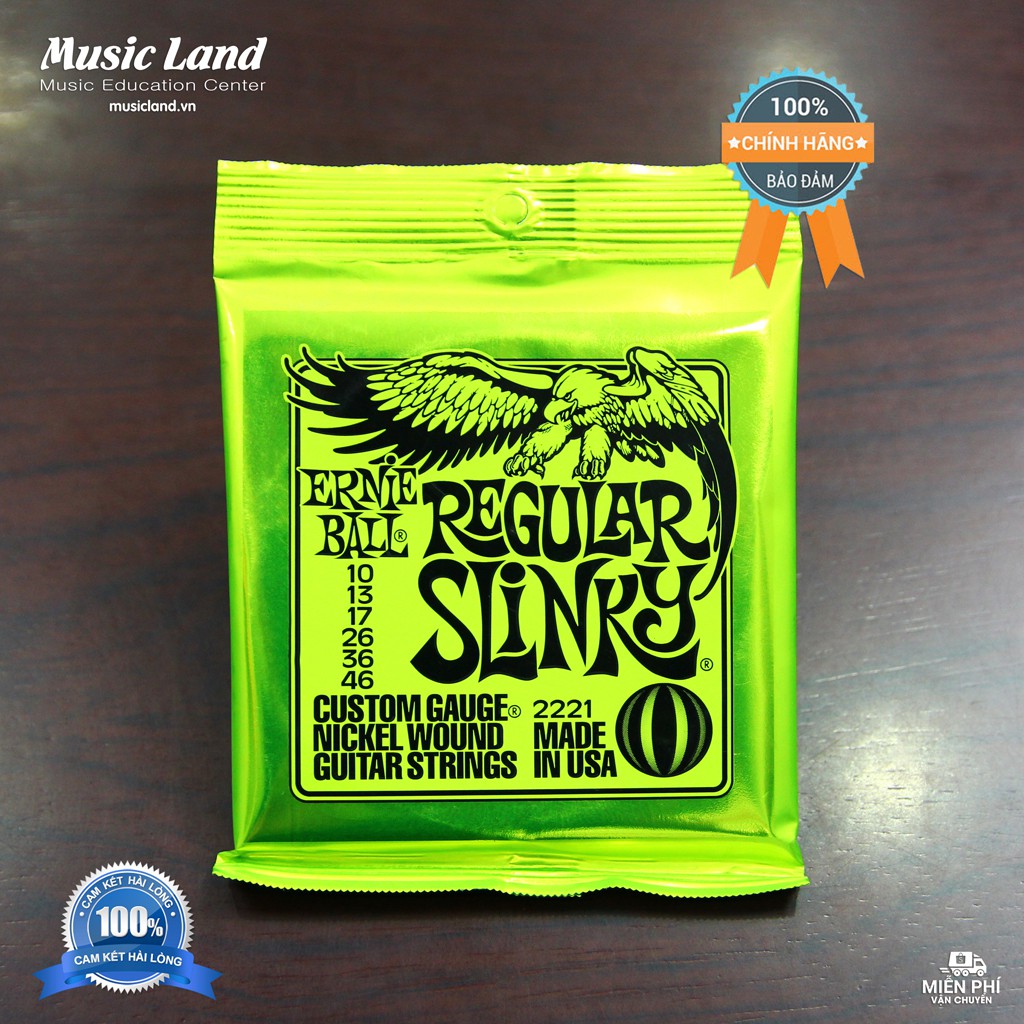 Music Land
Music Education Center
musicland.vn
100%
CHÍNH HÃNG
BẢO ĐẢM
ERNIE
BALL®
REGULAR
SLINKY®
10
13
17
26
36
46
CUSTOM GAUGE®
NICKEL WOUND
GUITAR STRINGS
2221
MADE
IN USA
CAM KẾT HÀI LÒNG
100%
CAM KẾT HÀI LÒNG
MIỄN PHÍ
VẬN CHUYỂN